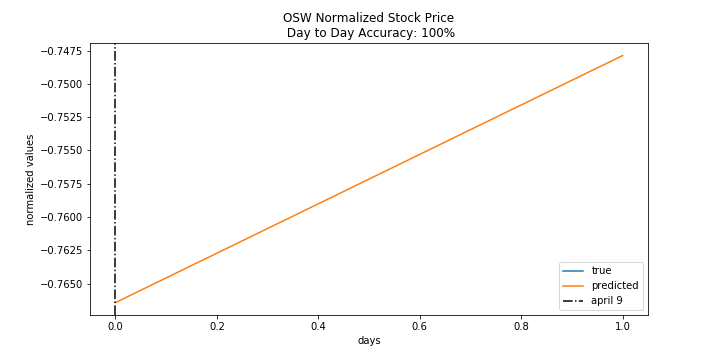 OSW Normalized Stock Price
Day to Day Accuracy: 100%
normalized values
−0.7475
−0.7500
−0.7525
−0.7550
−0.7575
−0.7600
−0.7625
−0.7650
true
predicted
april 9
0.0 0.2 0.4 0.6 0.8 1.0
days